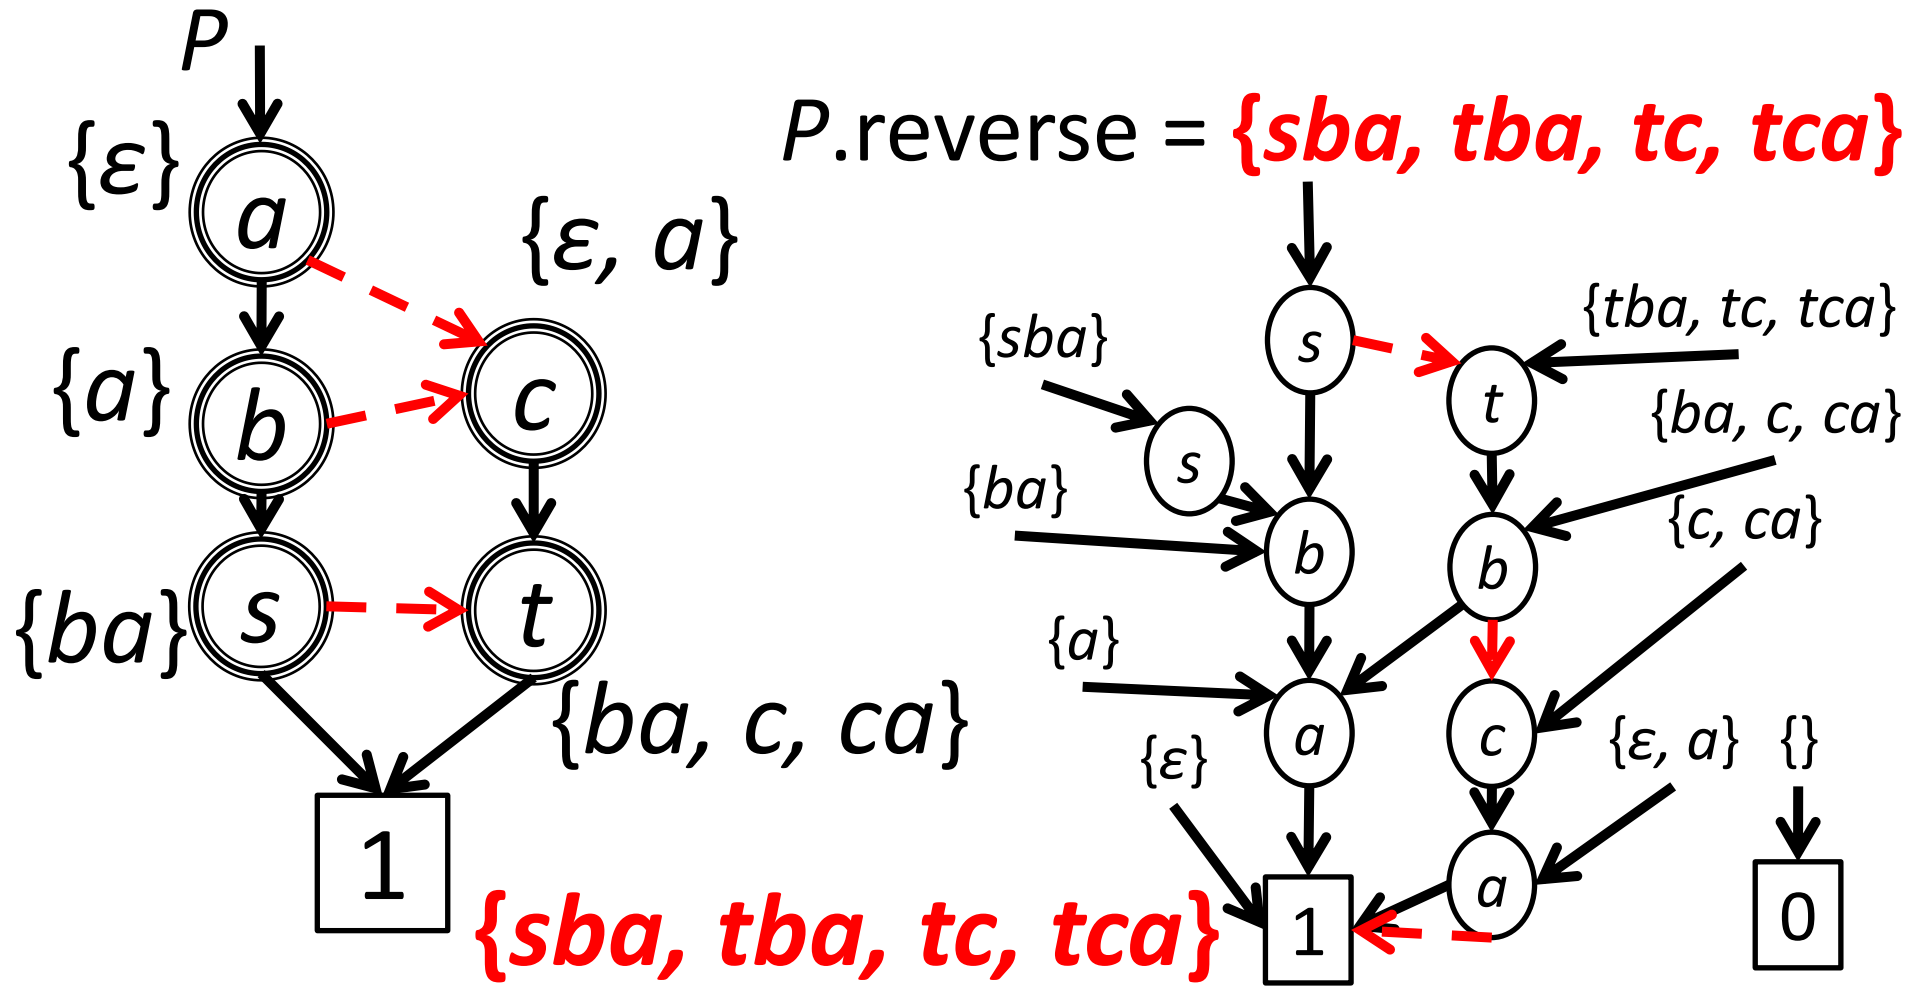 P
P.reverse = {sba, tba, tc, tca}
{ε}
a
{ε, a}
{a}
b
c
{ba}
s
t
{ba, c, ca}
1
{sba, tba, tc, tca}
s
{sba}
{tba, tc, tca}
t
{ba, c, ca}
s
{ba}
{c, ca}
b
b
{a}
a
c
{ε}
{ε, a}
{}
1
a
0